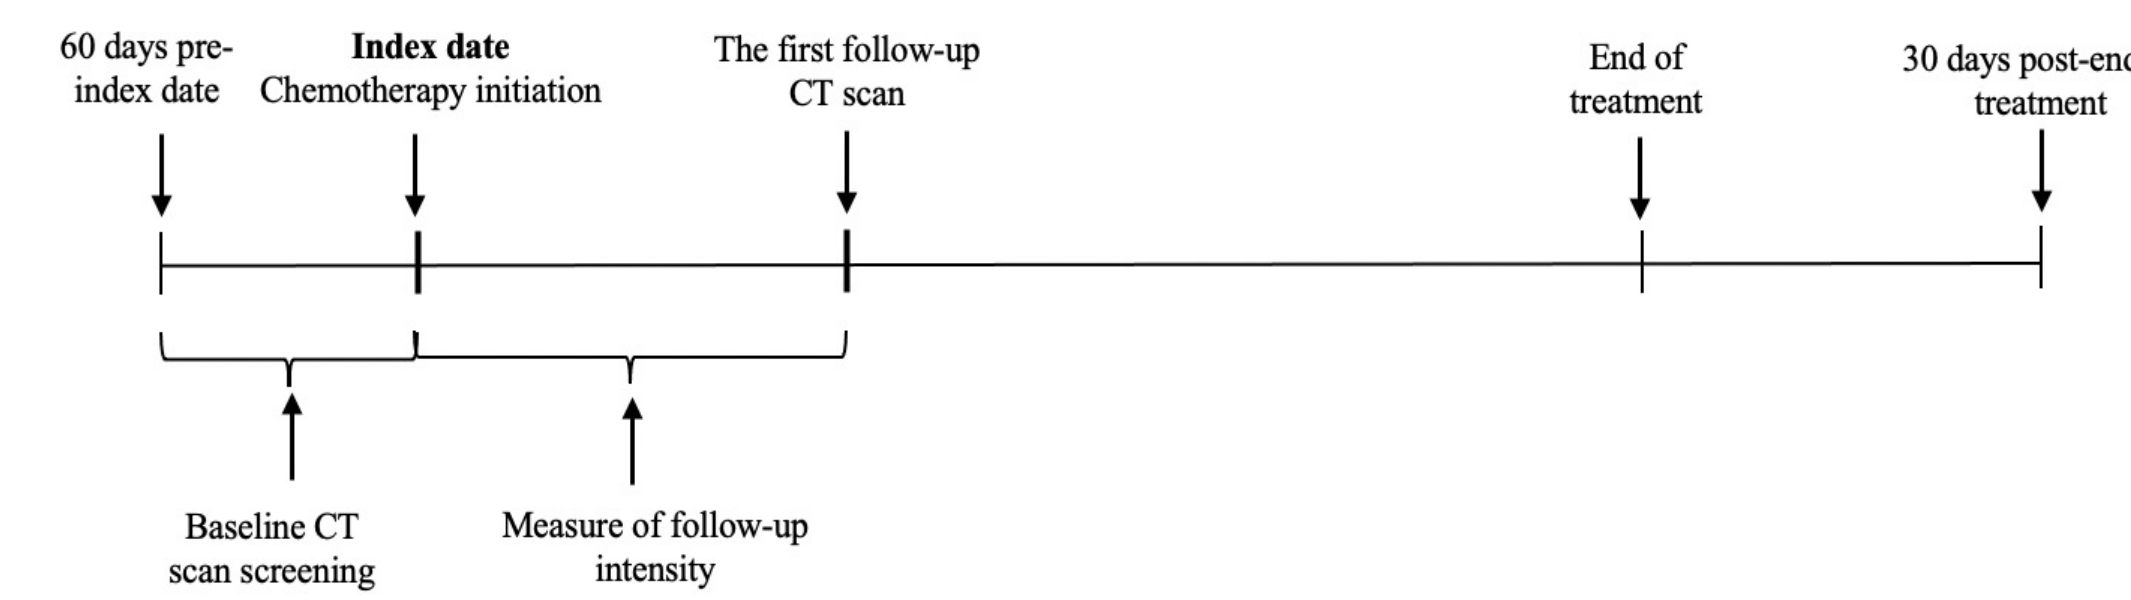 60 days pre-
index date
Index date
Chemotherapy initiation
The first follow-up
CT scan
End of
treatment
30 days post-end
treatment
Baseline CT
scan screening
Measure of follow-up
intensity